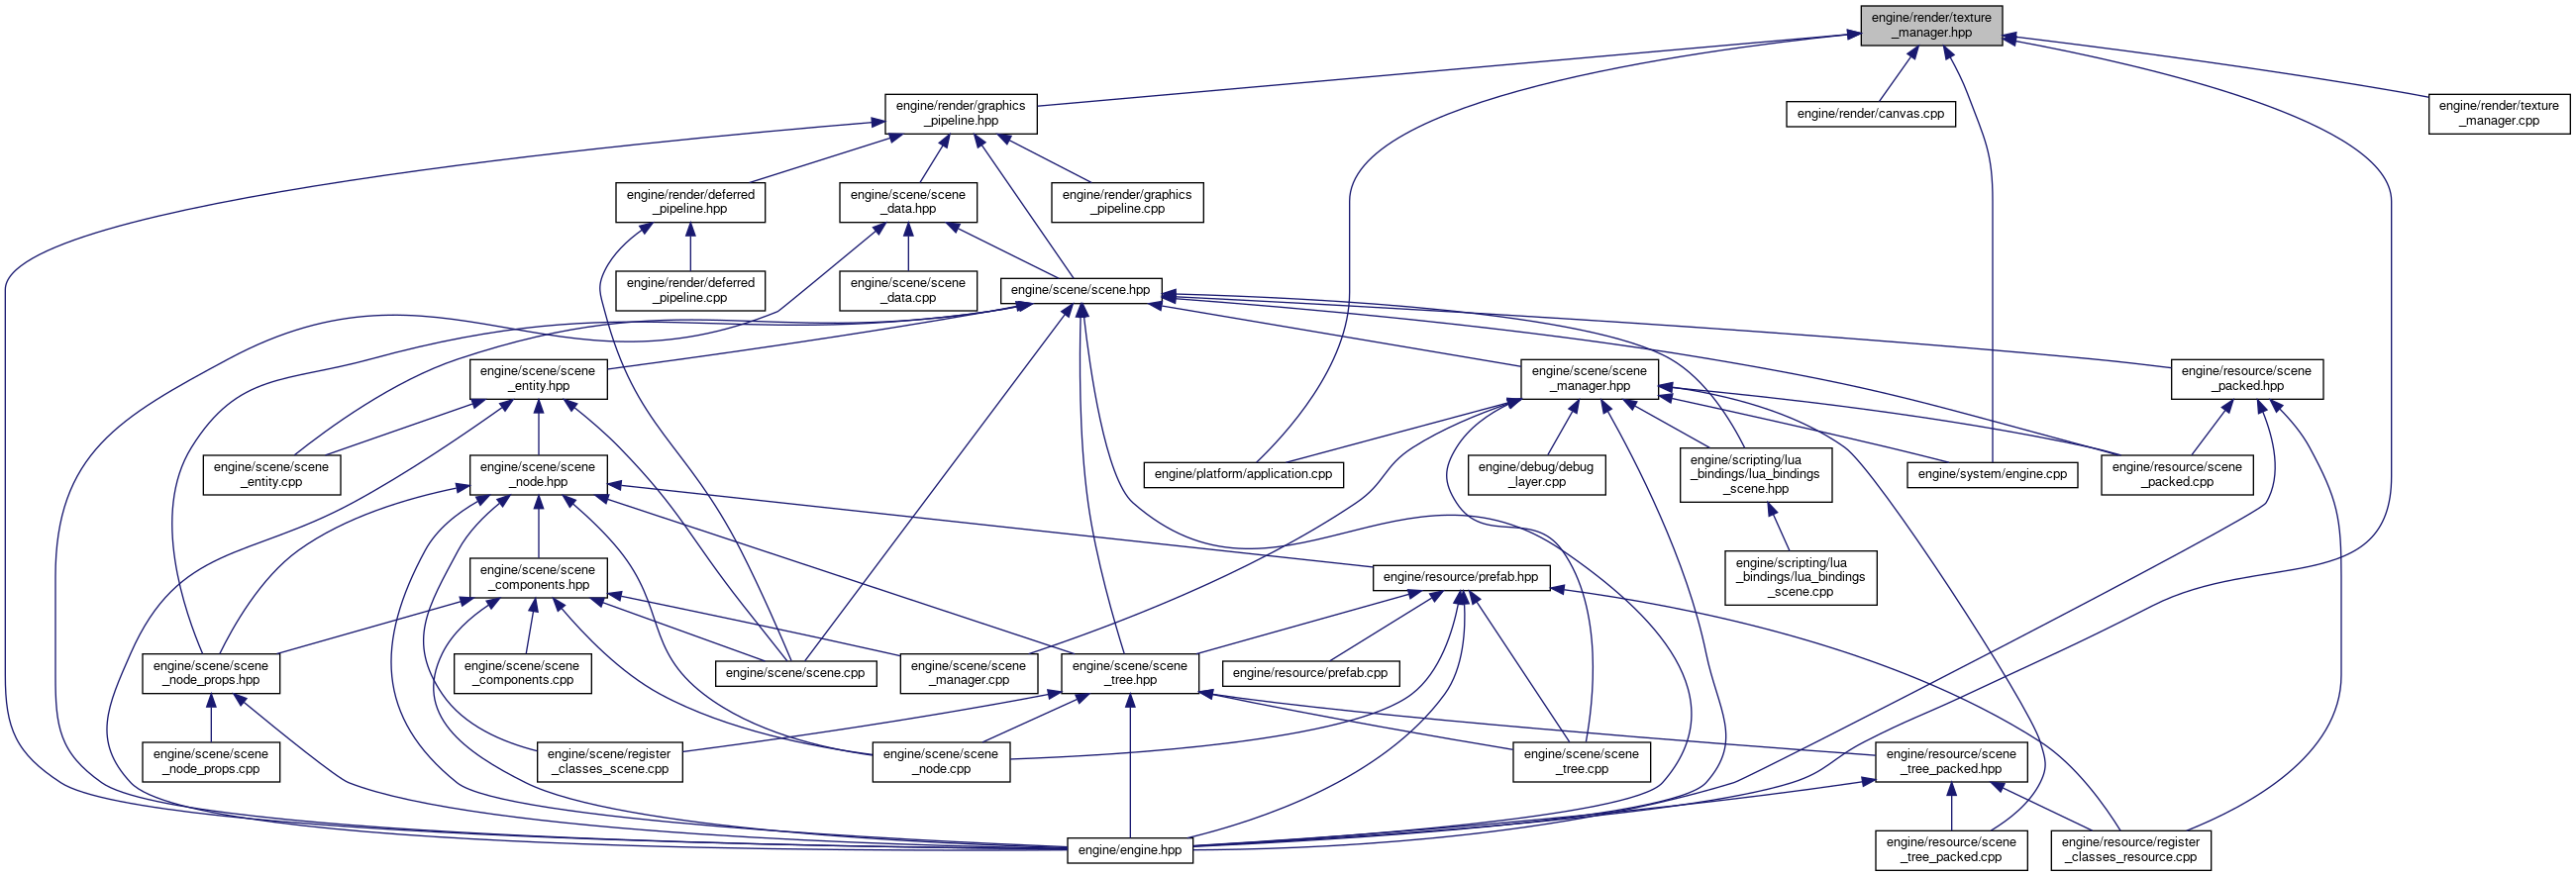 engine/render/texture
_manager.hpp
engine/render/graphics
_pipeline.hpp
engine/render/canvas.cpp
engine/render/texture
_manager.cpp
engine/render/deferred
_pipeline.hpp
engine/scene/scene
_data.hpp
engine/render/graphics
_pipeline.cpp
engine/render/deferred
_pipeline.cpp
engine/scene/scene
_data.cpp
engine/scene/scene.hpp
engine/scene/scene
_entity.hpp
engine/scene/scene
_manager.hpp
engine/resource/scene
_packed.hpp
engine/scene/scene
_entity.cpp
engine/scene/scene
_node.hpp
engine/platform/application.cpp
engine/debug/debug
_layer.cpp
engine/scripting/lua
_bindings/lua_bindings
_scene.hpp
engine/system/engine.cpp
engine/resource/scene
_packed.cpp
engine/scene/scene
_components.hpp
engine/resource/prefab.hpp
engine/scripting/lua
_bindings/lua_bindings
_scene.cpp
engine/scene/scene
_node_props.hpp
engine/scene/scene
_components.cpp
engine/scene/scene.cpp
engine/scene/scene
_manager.cpp
engine/scene/scene
_tree.hpp
engine/resource/prefab.cpp
engine/scene/scene
_node_props.cpp
engine/scene/register
_classes_scene.cpp
engine/scene/scene
_node.cpp
engine/scene/scene
_tree.cpp
engine/resource/scene
_tree_packed.hpp
engine/engine.hpp
engine/resource/scene
_tree_packed.cpp
engine/resource/register
_classes_resource.cpp